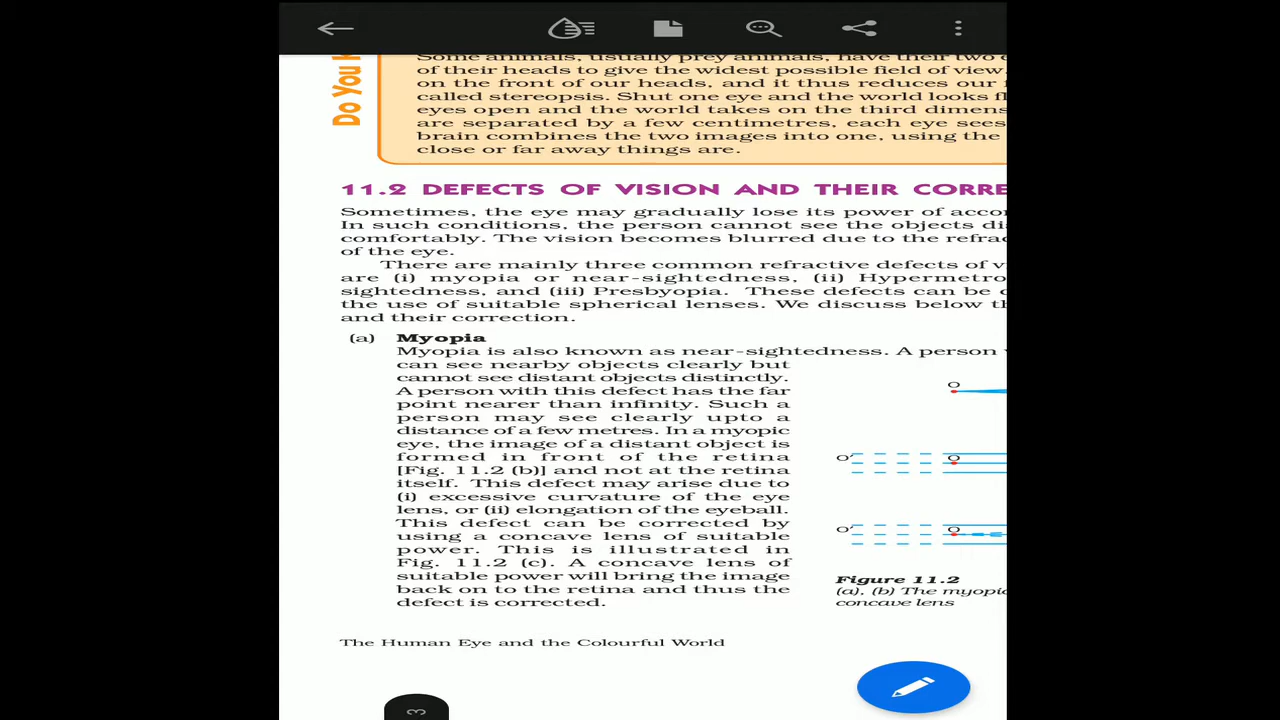 Do You
Some animals, usually prey animals, have their two
of their heads to give the widest possible field of view.
on the front of our heads, and it thus reduces our
called stereopsis. Shut one eye and the world looks
eyes open and the world takes on the third
are separated by a few centimetres, each eye sees
brain combines the two images into one, using the
close or far away things are.
11.2 DEFECTS OF VISION AND THEIR CORRE
Sometimes, the eye may gradually lose its power of
In such conditions, the person cannot see the objects
comfortably. The vision becomes blurred due to the
of the eye.
There are mainly three common refractive defects of
are (i) myopia or near-sightedness, (ii) Hypermetro
sightedness, and (iii) Presbyopia. These defects can be
the use of suitable spherical lenses. We discuss below
and their correction.
(a) Myopia
Myopia is also known as near-sightedness. A person
can see nearby objects clearly but
cannot see distant objects distinctly.
A person with this defect has the far
point nearer than infinity. Such a
person may see clearly upto a
distance of a few metres. In a myopic
eye, the image of a distant object is
formed in front of the retina
[Fig. 11.2 (b)] and not at the retina
itself. This defect may arise due to
(i) excessive curvature of the eye
lens, or (ii) elongation of the eyeball.
This defect can be corrected by
using a concave lens of suitable
power. This is illustrated in
Fig. 11.2 (c). A concave lens of
suitable power will bring the image
back on to the retina and thus the
defect is corrected.
O
O′ O
O′ O
Figure 11.2
(a), (b) The myopic
concave lens
The Human Eye and the Colourful World
3